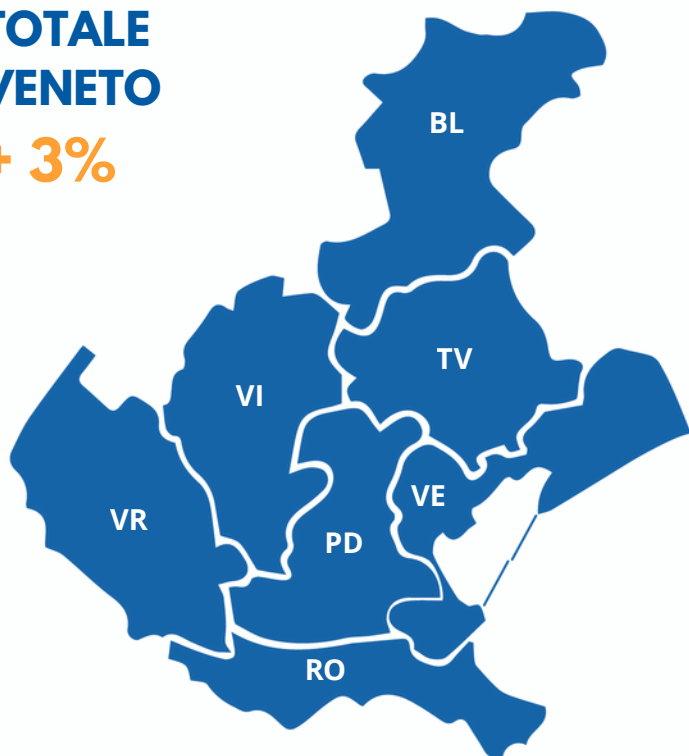 TOTALE
VENETO
+ 3%
BL
TV
VI
VE
VR
PD
RO